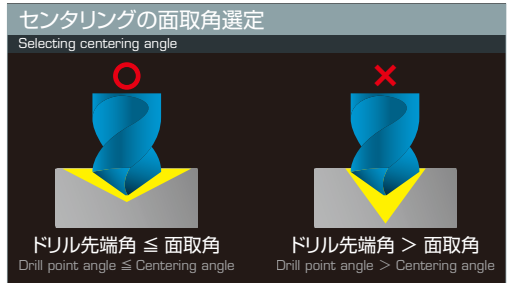 センタリングの面取角選定
Selecting centering angle
ドリル先端角 ≦ 面取角
Drill point angle ≦ Centering angle
ドリル先端角 > 面取角
Drill point angle > Centering angle